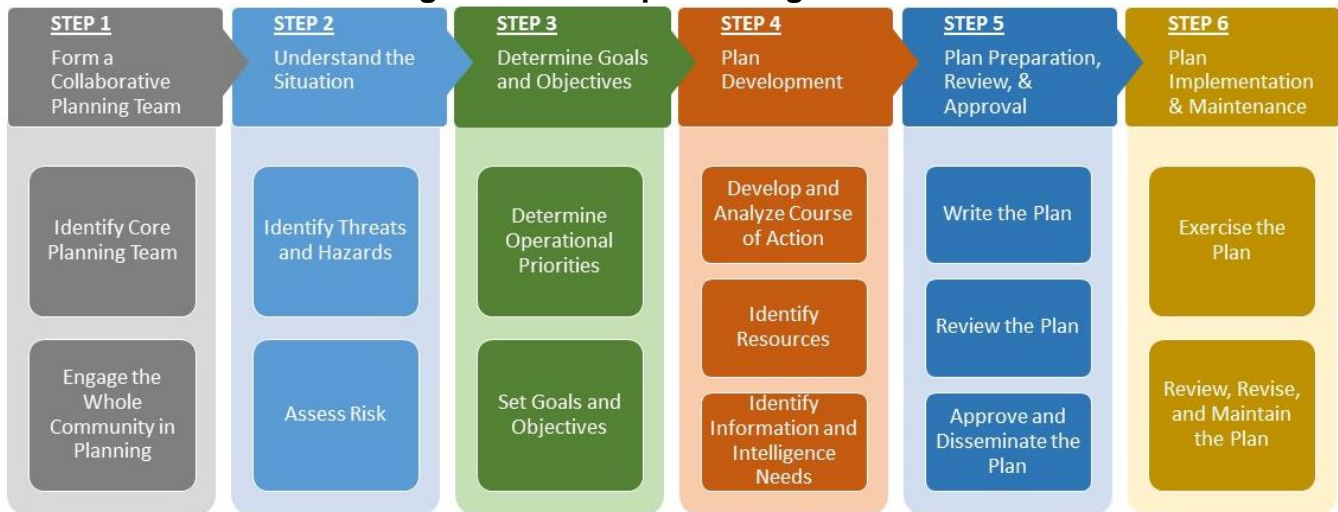 STEP 1
Form a
Collaborative
Planning Team
Identify Core
Planning Team
Engage the
Whole
Community in
Planning
STEP 2
Understand the
Situation
Identify Threats
and Hazards
Assess Risk
STEP 3
Determine Goals
and Objectives
Determine
Operational
Priorities
Set Goals and
Objectives
STEP 4
Plan
Development
Develop and
Analyze Course
of Action
Identify
Resources
Identify
Information and
Intelligence
Needs
STEP 5
Plan Preparation,
Review, &
Approval
Write the Plan
Review the Plan
Approve and
Disseminate the
Plan
STEP 6
Plan
Implementation
& Maintenance
Exercise the
Plan
Review, Revise,
and Maintain
the Plan